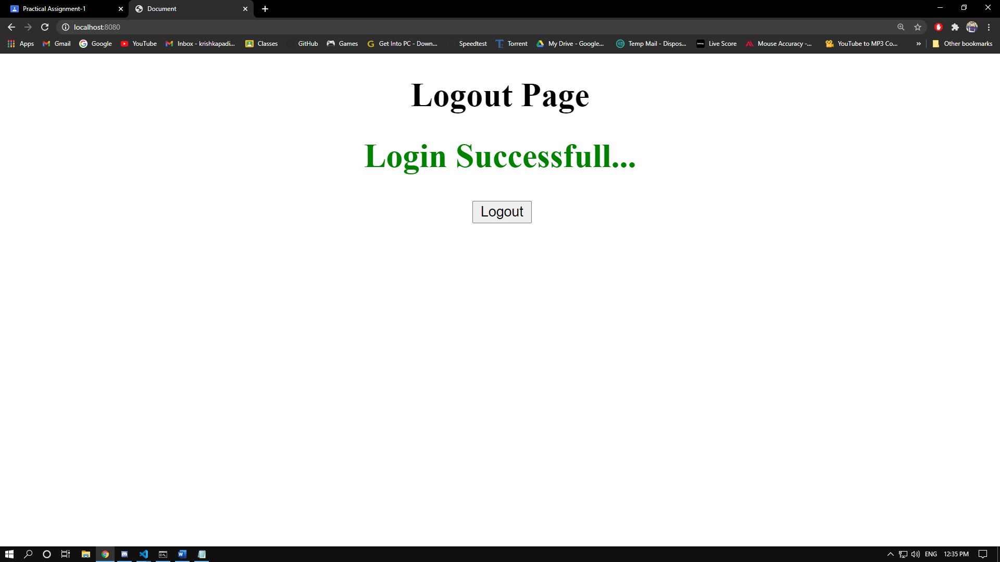 Practical Assignment-1
Document
localhost:8080
Apps
Gmail
Google
YouTube
Inbox - krishkapadi...
Classes
GitHub
Games
Get Into PC - Down...
Speedtest
Torrent
My Drive - Google...
Temp Mail - Dispos...
Live Score
Mouse Accuracy -...
YouTube to MP3 Co...
»
Other bookmarks
Logout Page
Login Successfull...
Logout
ENG
12:35 PM